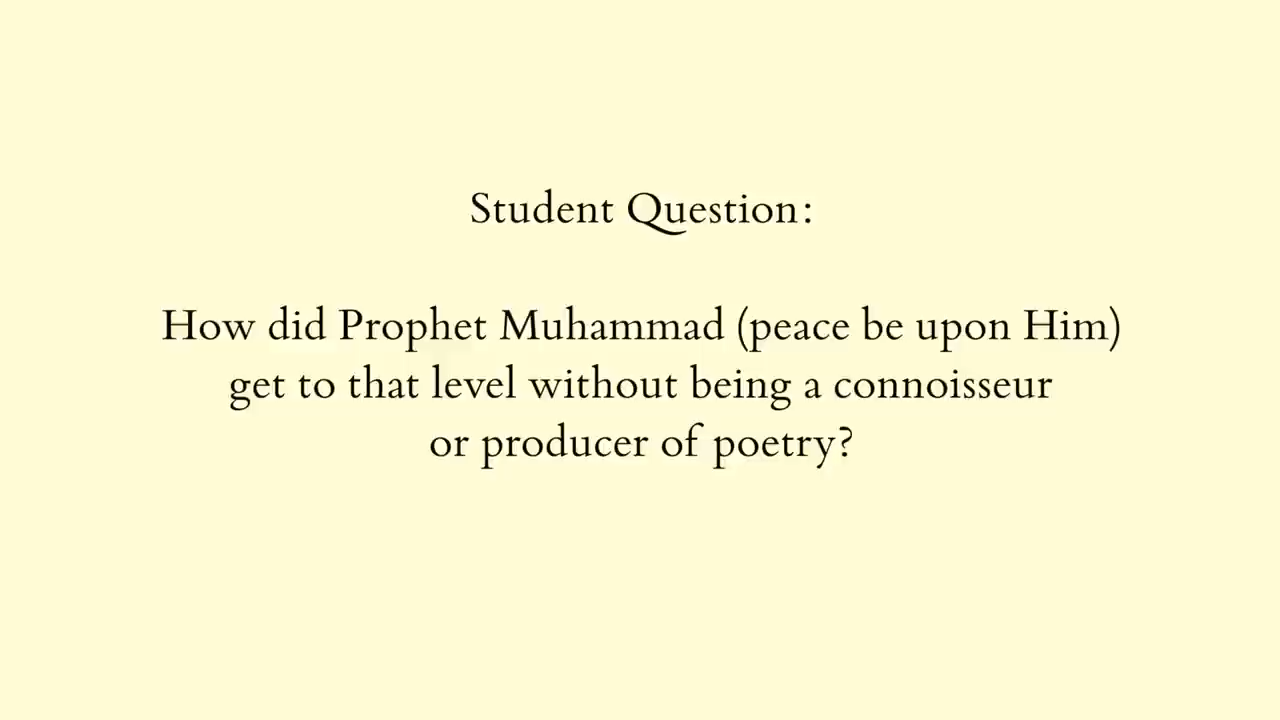 Student Question:
How did Prophet Muhammad (peace be upon Him)
get to that level without being a connoisseur
or producer of poetry?